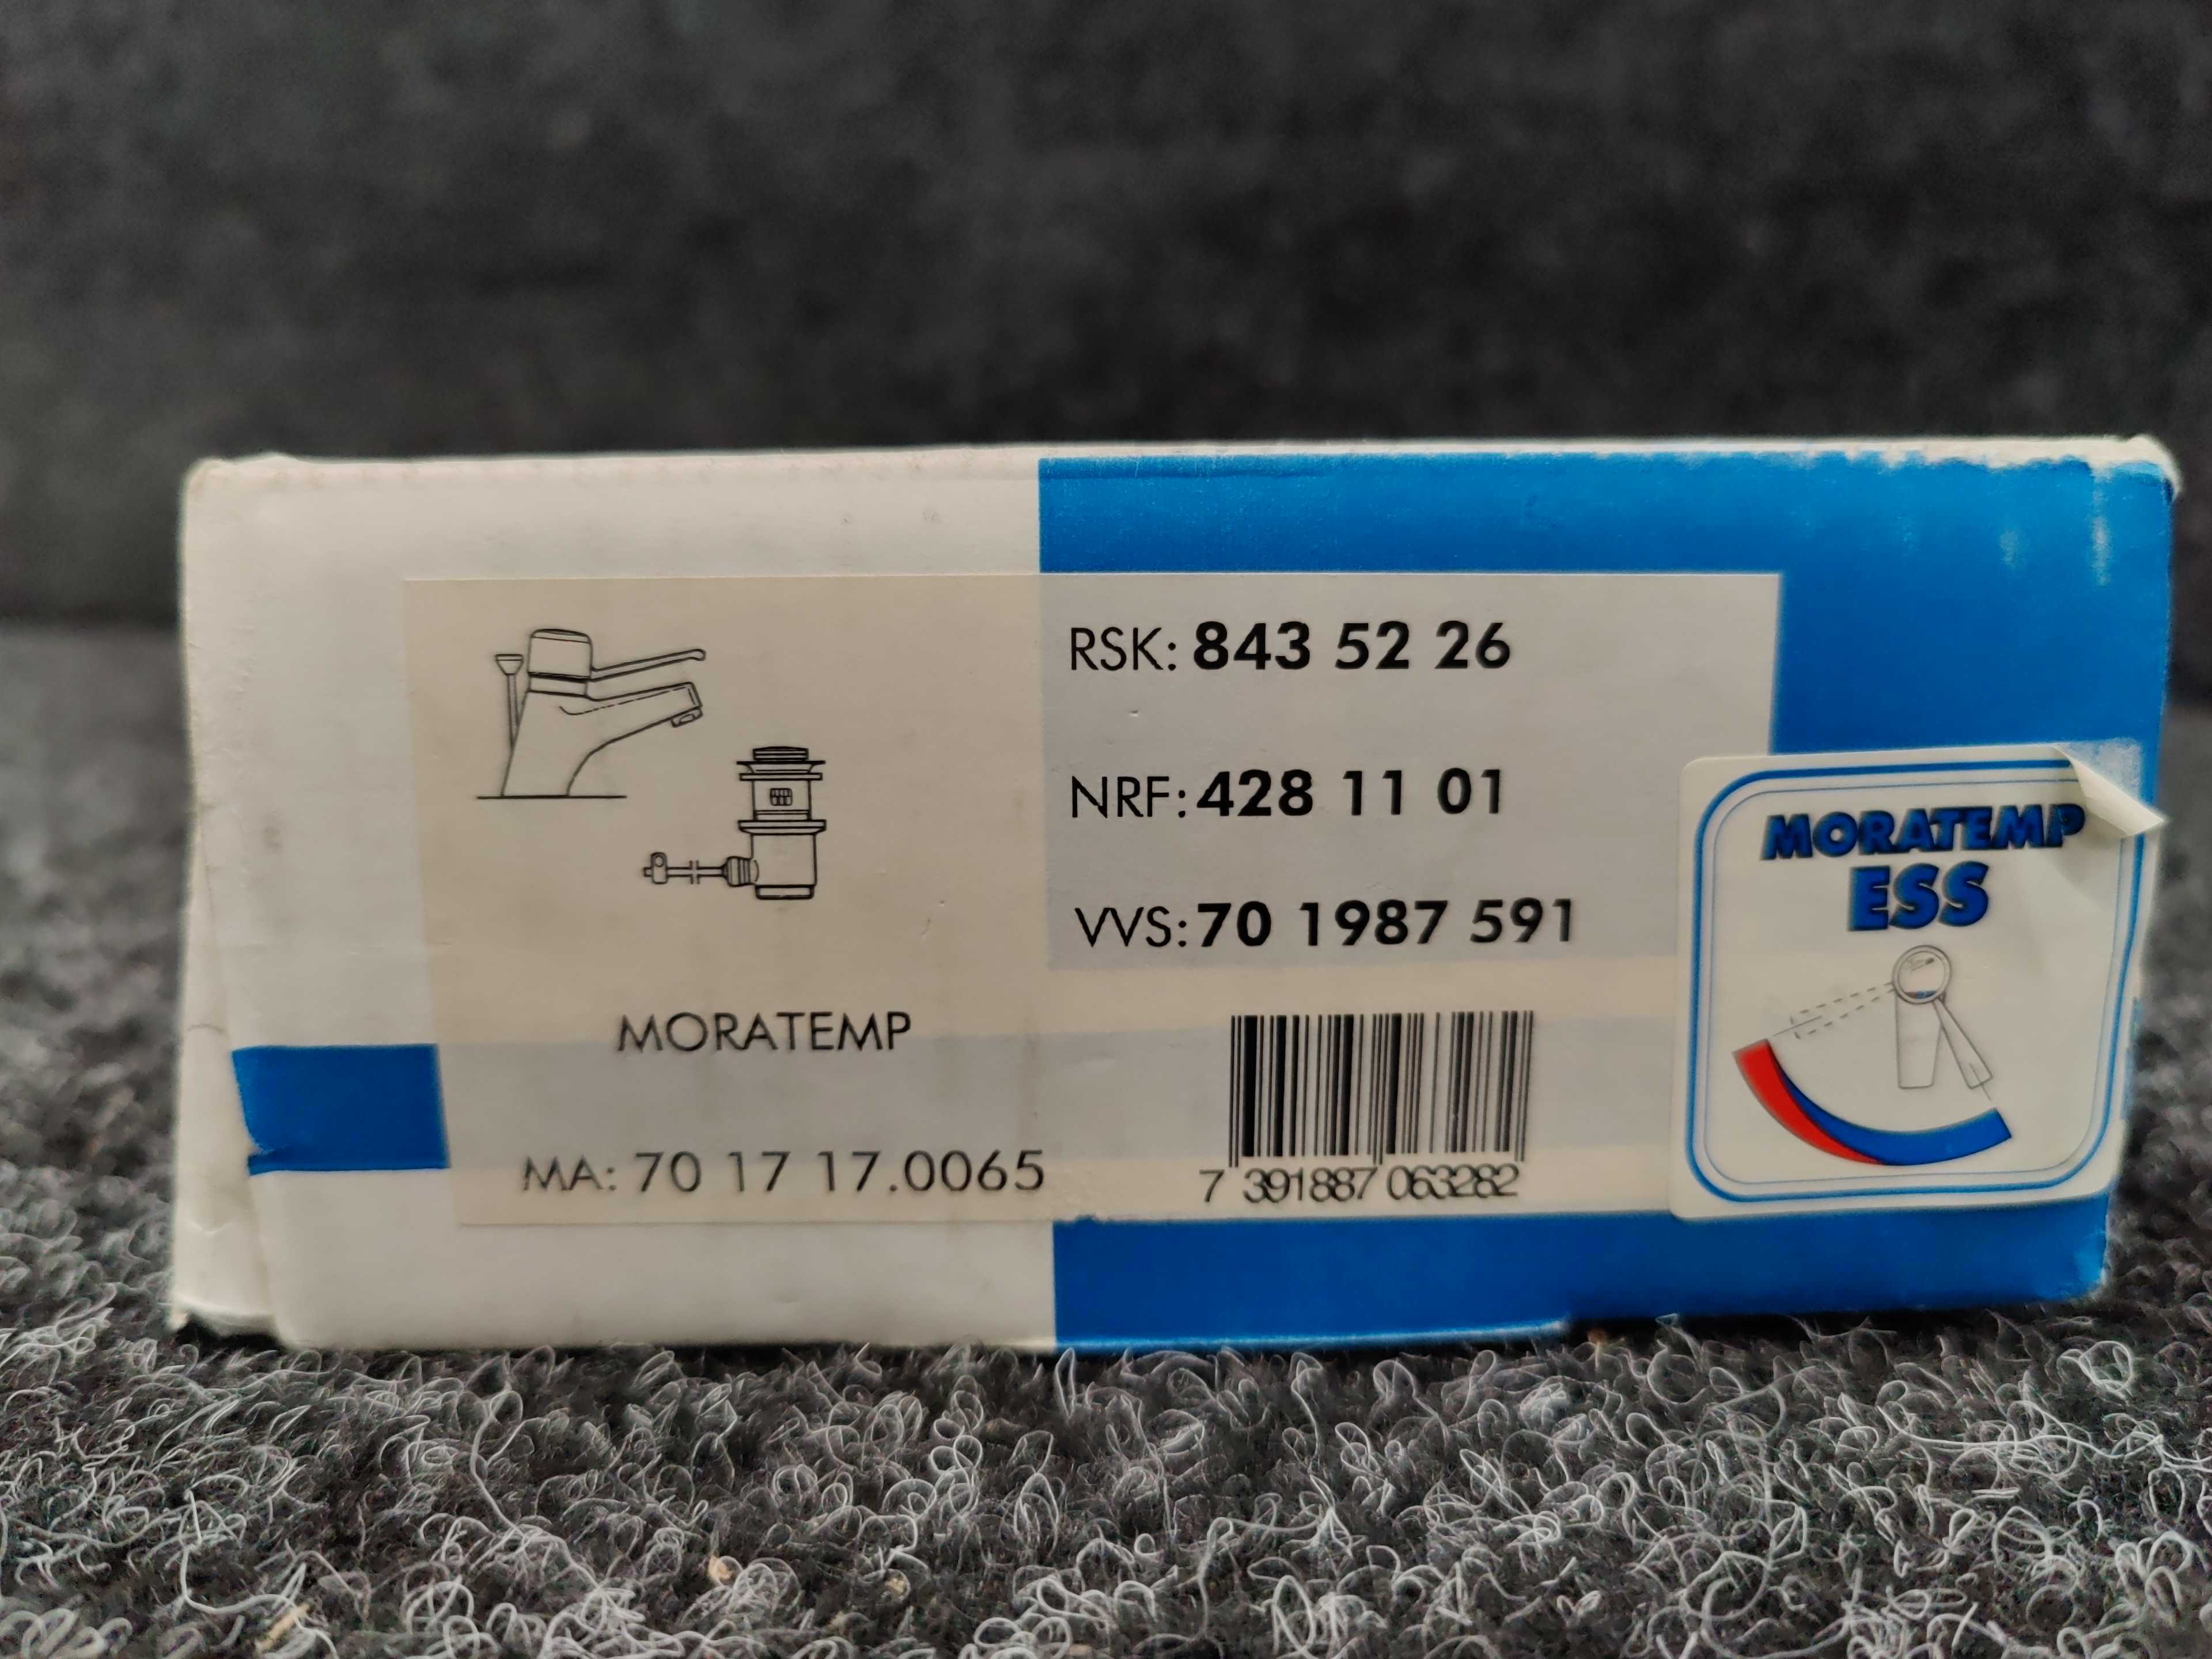 RSK: 843 52 26
NRF: 428 11 01
VVS: 70 1987 591
MORATEMP
MA: 70 17 17.0065
7 391887 063282
MORATEMP
ESS